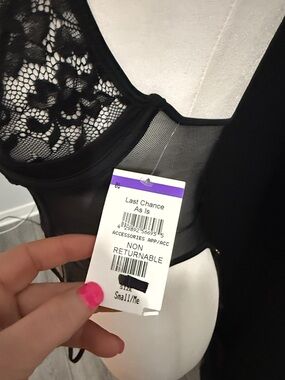 Last Chance
As Is
ACCESSORIES APP/ACC
NON
RETURNABLE
Small/Me